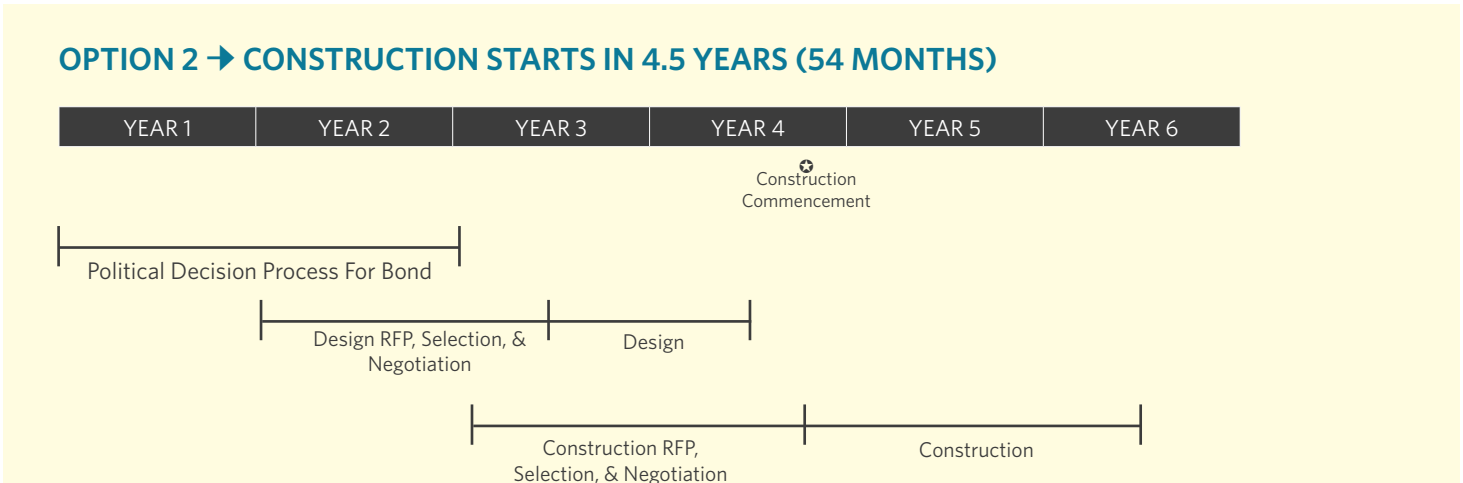 OPTION 2 → CONSTRUCTION STARTS IN 4.5 YEARS (54 MONTHS)
YEAR 1 YEAR 2 YEAR 3 YEAR 4 YEAR 5 YEAR 6
Construction
Commencement
Political Decision Process For Bond
Design RFP, Selection, &
Negotiation
Design
Construction RFP,
Selection, & Negotiation
Construction